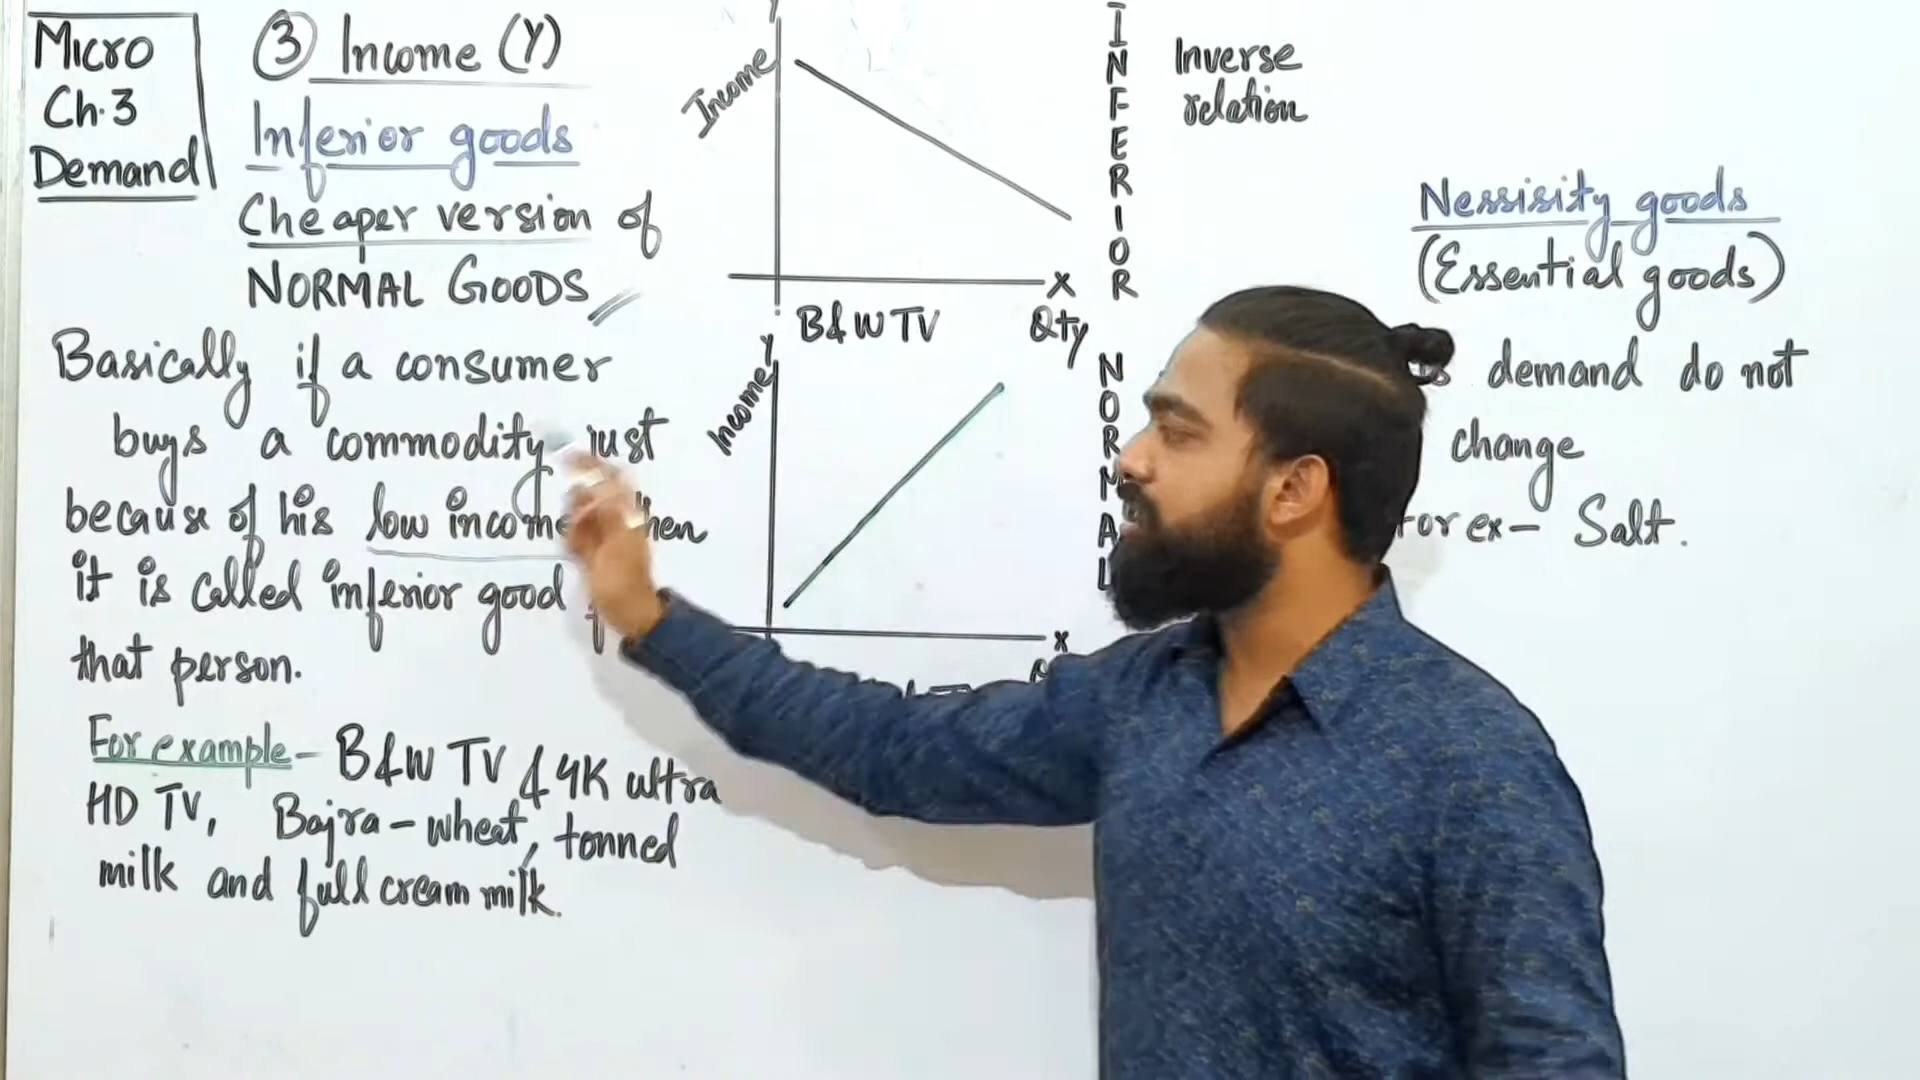 Micro
Ch.3
Demand
③ Income (Y)
Inferior goods
Cheaper version of
NORMAL GOODS
Basically if a consumer
buys a commodity just
because of his low income
it is called inferior good
that person.
For example - B&W TV & 4K ultra
HD TV, Bajra - wheat, tonned
milk and full cream milk.
Y
Income
X
B&W TV
Qty
INFERIOR
Inverse
relation
Y
Income
X
NORMAL
Nessisity goods
(Essential goods)
demand do not
change
For ex - Salt.